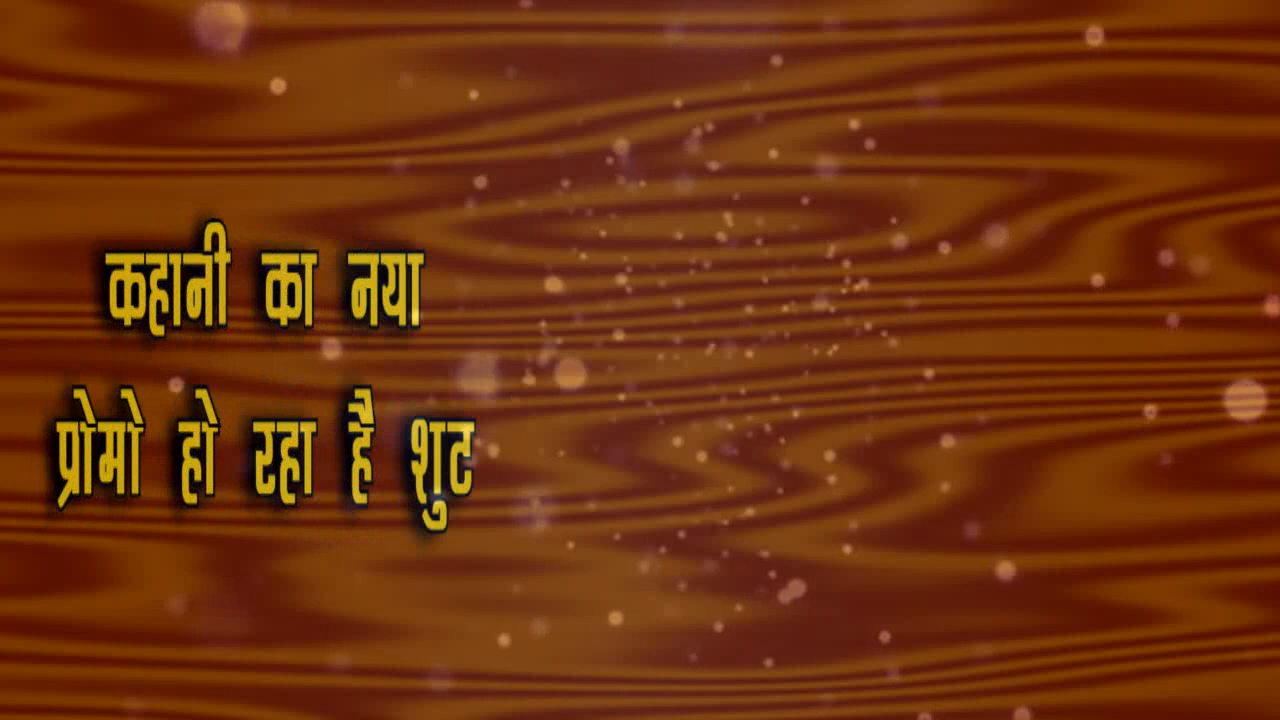 कहानी का नया
प्रोमो हो रहा है शुट